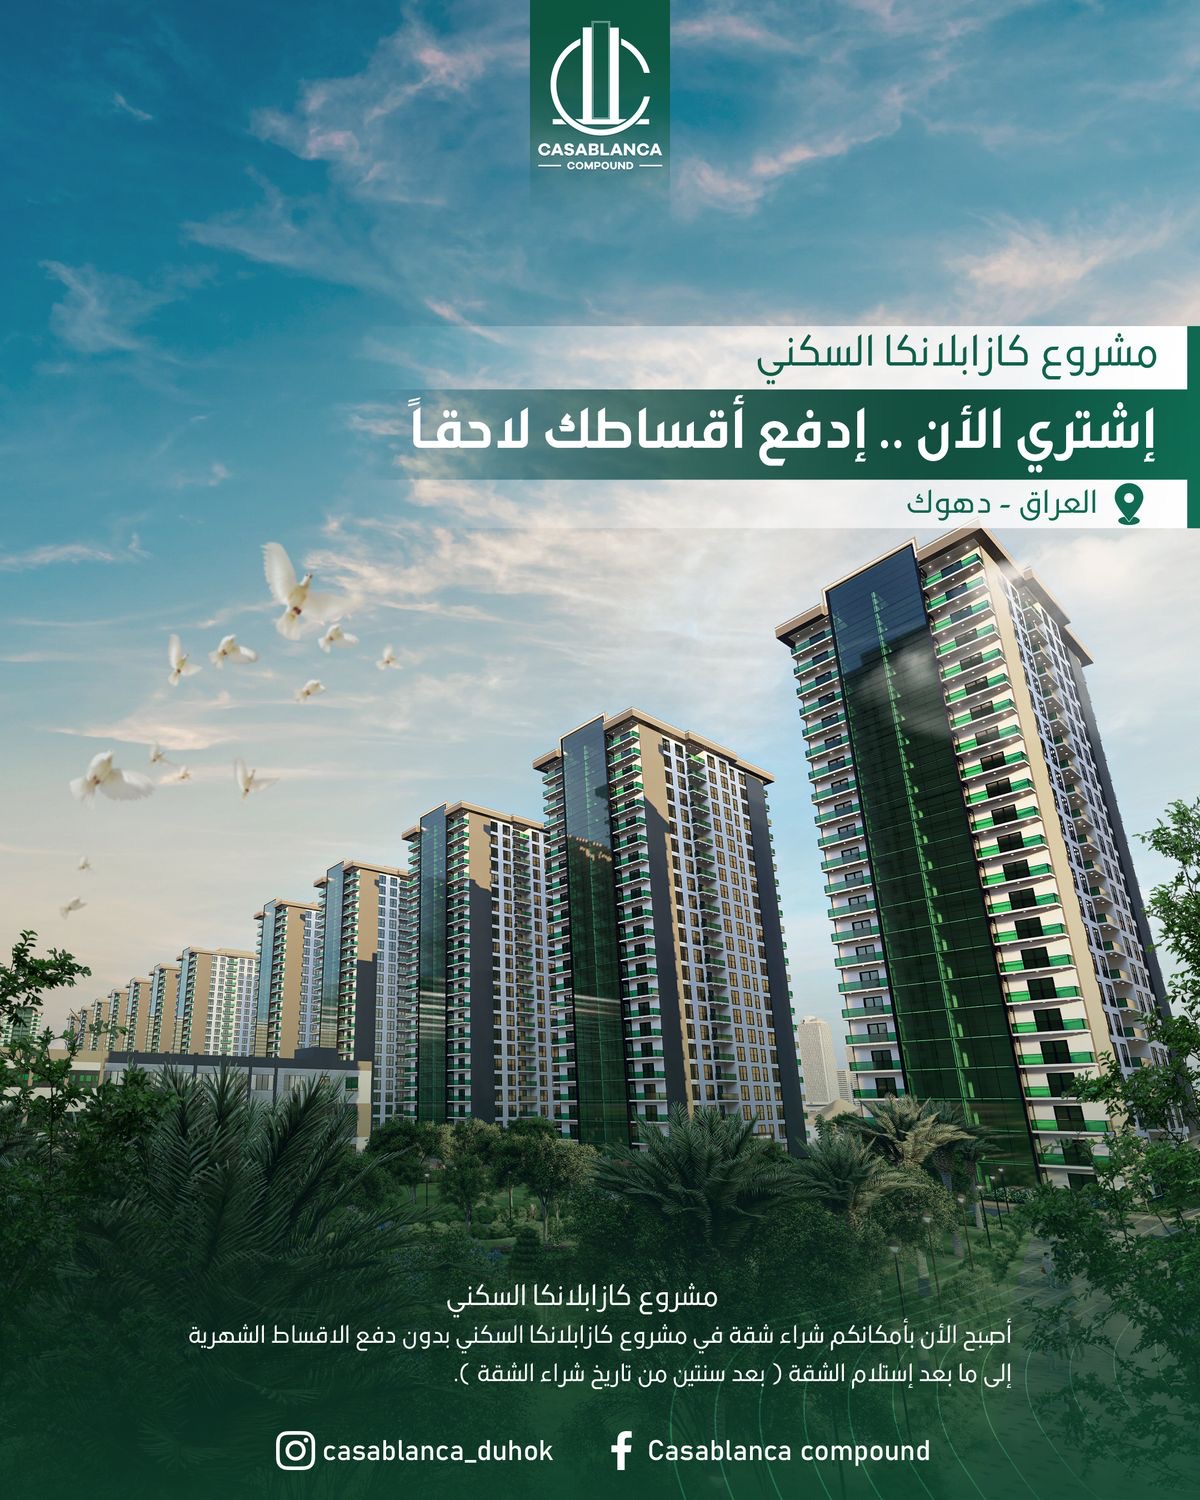 CASABLANCA
COMPOUND
مشروع كازابلانكا السكني
إشتري الأن .. إدفع أقساطك لاحقاً
العراق - دهوك
مشروع كازابلانكا السكني
أصبح الأن بأمكانكم شراء شقة في مشروع كازابلانكا السكني بدون دفع الاقساط الشهرية
إلى ما بعد إستلام الشقة ( بعد سنتين من تاريخ شراء الشقة ).
casablanca_duhok
Casablanca compound